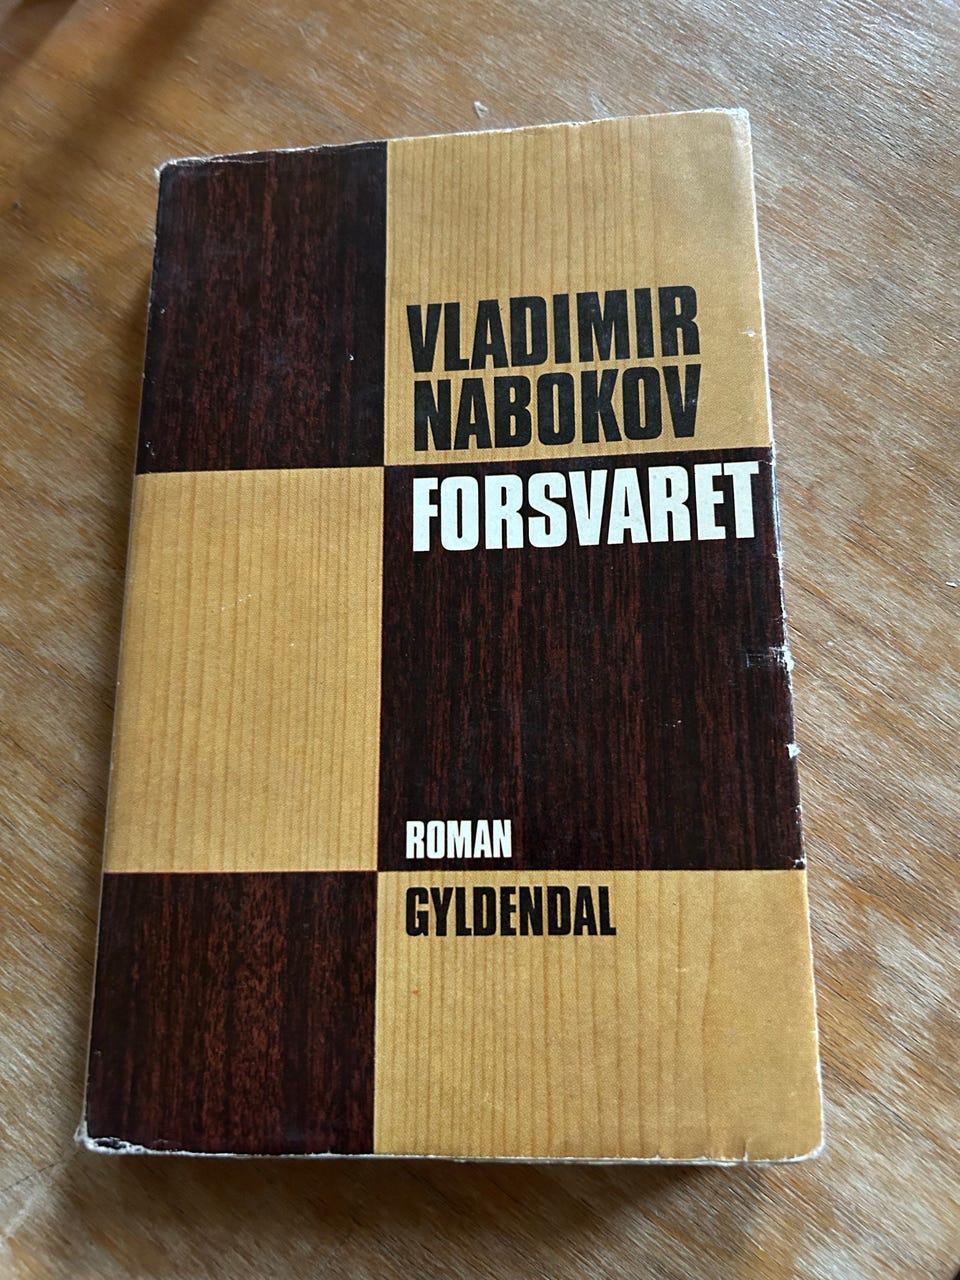 VLADIMIR
NABOKOV
FORSVARET
ROMAN
GYLDENDAL